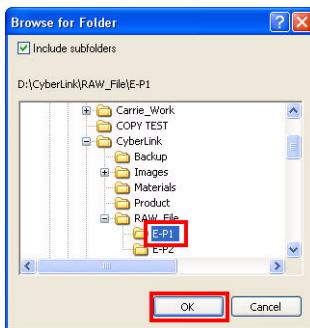 Browse for Folder
Include subfolders
D:\CyberLink\RAW_File\E-P1
Carrie_Work
COPY TEST
CyberLink
Backup
Images
Materials
Product
RAW_File
E-P1
E-P2
OK Cancel